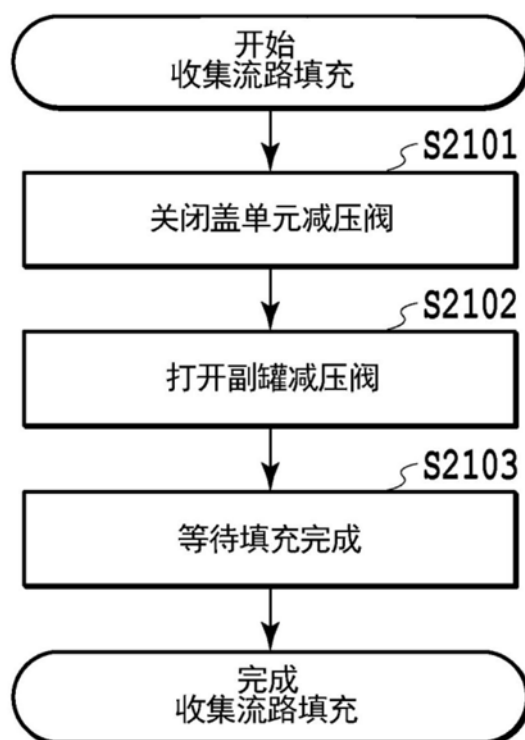 开始
收集流路填充
S2101
关闭盖单元减压阀
S2102
打开副罐减压阀
S2103
等待填充完成
完成
收集流路填充